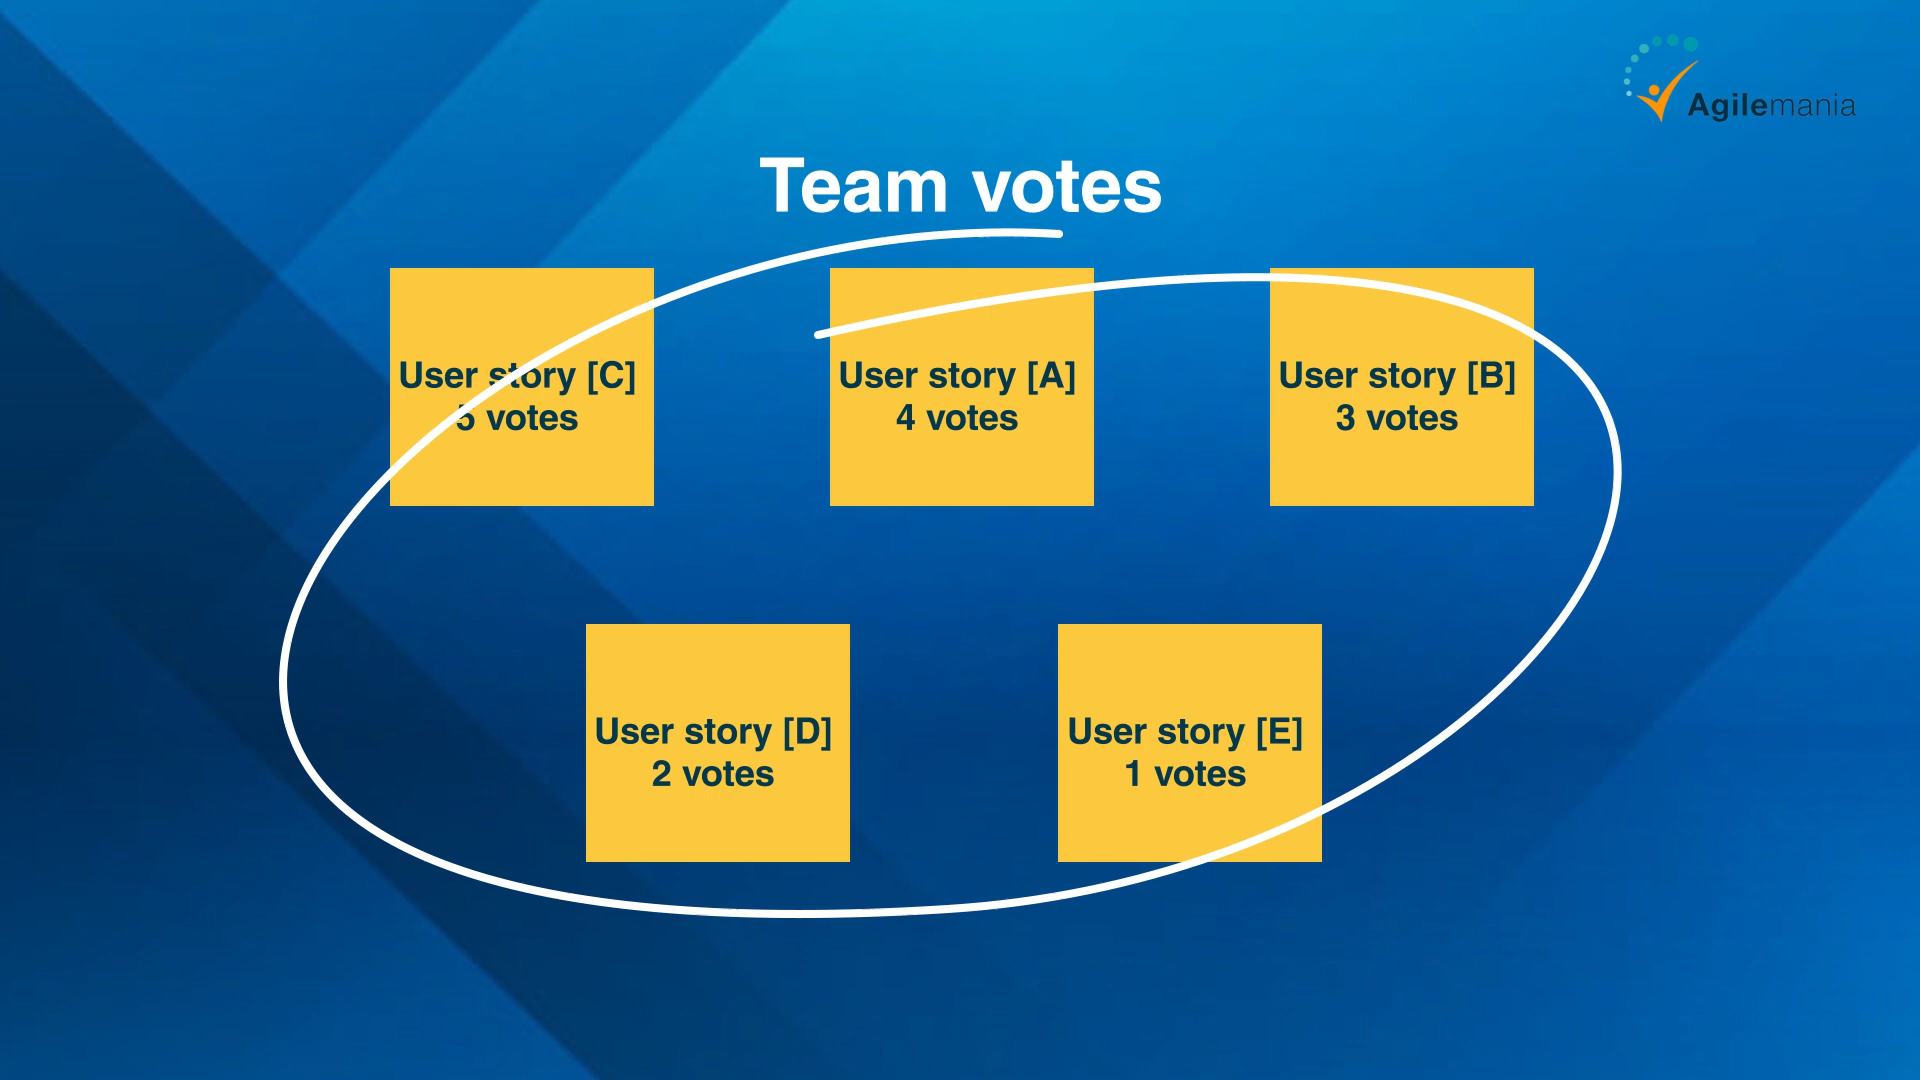 Agilemania
Team votes
User story [C]
5 votes
User story [A]
4 votes
User story [B]
3 votes
User story [D]
2 votes
User story [E]
1 votes